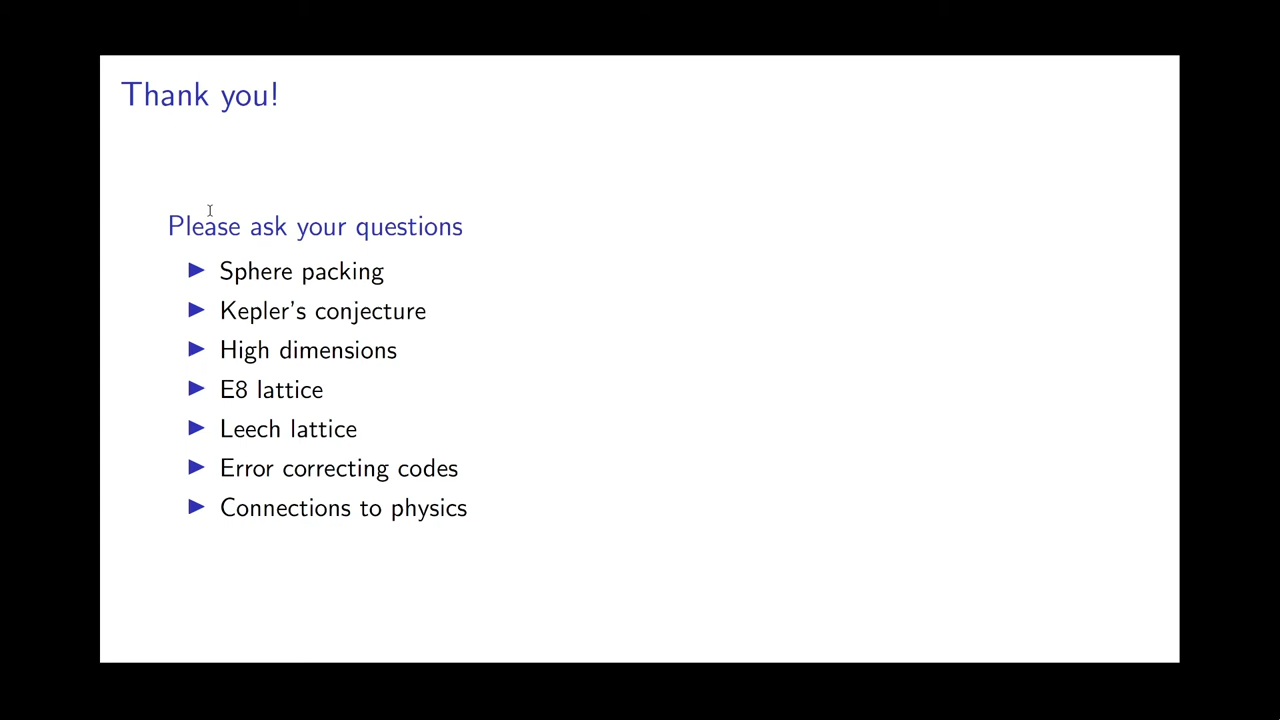 Thank you!
Please ask your questions
Sphere packing
Kepler's conjecture
High dimensions
E8 lattice
Leech lattice
Error correcting codes
Connections to physics